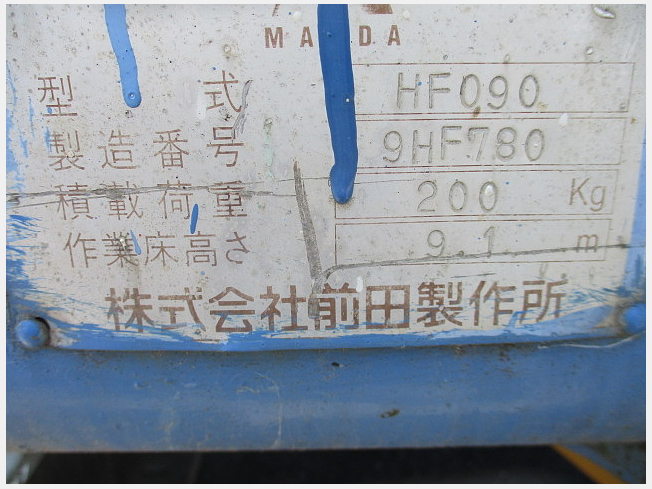 MAEDA
型式 HF090
製造番号 9HF780
積載荷重 200 Kg
作業床高さ 9.1 m
株式会社前田製作所